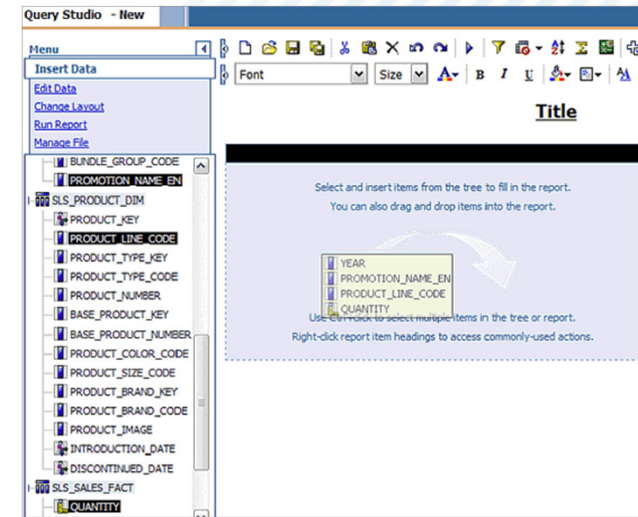 Query Studio - New
Menu
Insert Data
Edit Data
Change Layout
Run Report
Manage File
BUNDLE_GROUP_CODE
PROMOTION_NAME_EN
SLS_PRODUCT_DIM
PRODUCT_KEY
PRODUCT_LINE_CODE
PRODUCT_TYPE_KEY
PRODUCT_TYPE_CODE
PRODUCT_NUMBER
BASE_PRODUCT_KEY
BASE_PRODUCT_NUMBER
PRODUCT_COLOR_CODE
PRODUCT_SIZE_CODE
PRODUCT_BRAND_KEY
PRODUCT_BRAND_CODE
PRODUCT_IMAGE
INTRODUCTION_DATE
DISCONTINUED_DATE
SLS_SALES_FACT
QUANTITY
Font Size A B I U
Title
Select and insert items from the tree to fill in the report.
You can also drag and drop items into the report.
YEAR
PROMOTION_NAME_EN
PRODUCT_LINE_CODE
QUANTITY
Use Ctrl+click to select multiple items in the tree or report.
Right-click report item headings to access commonly-used actions.